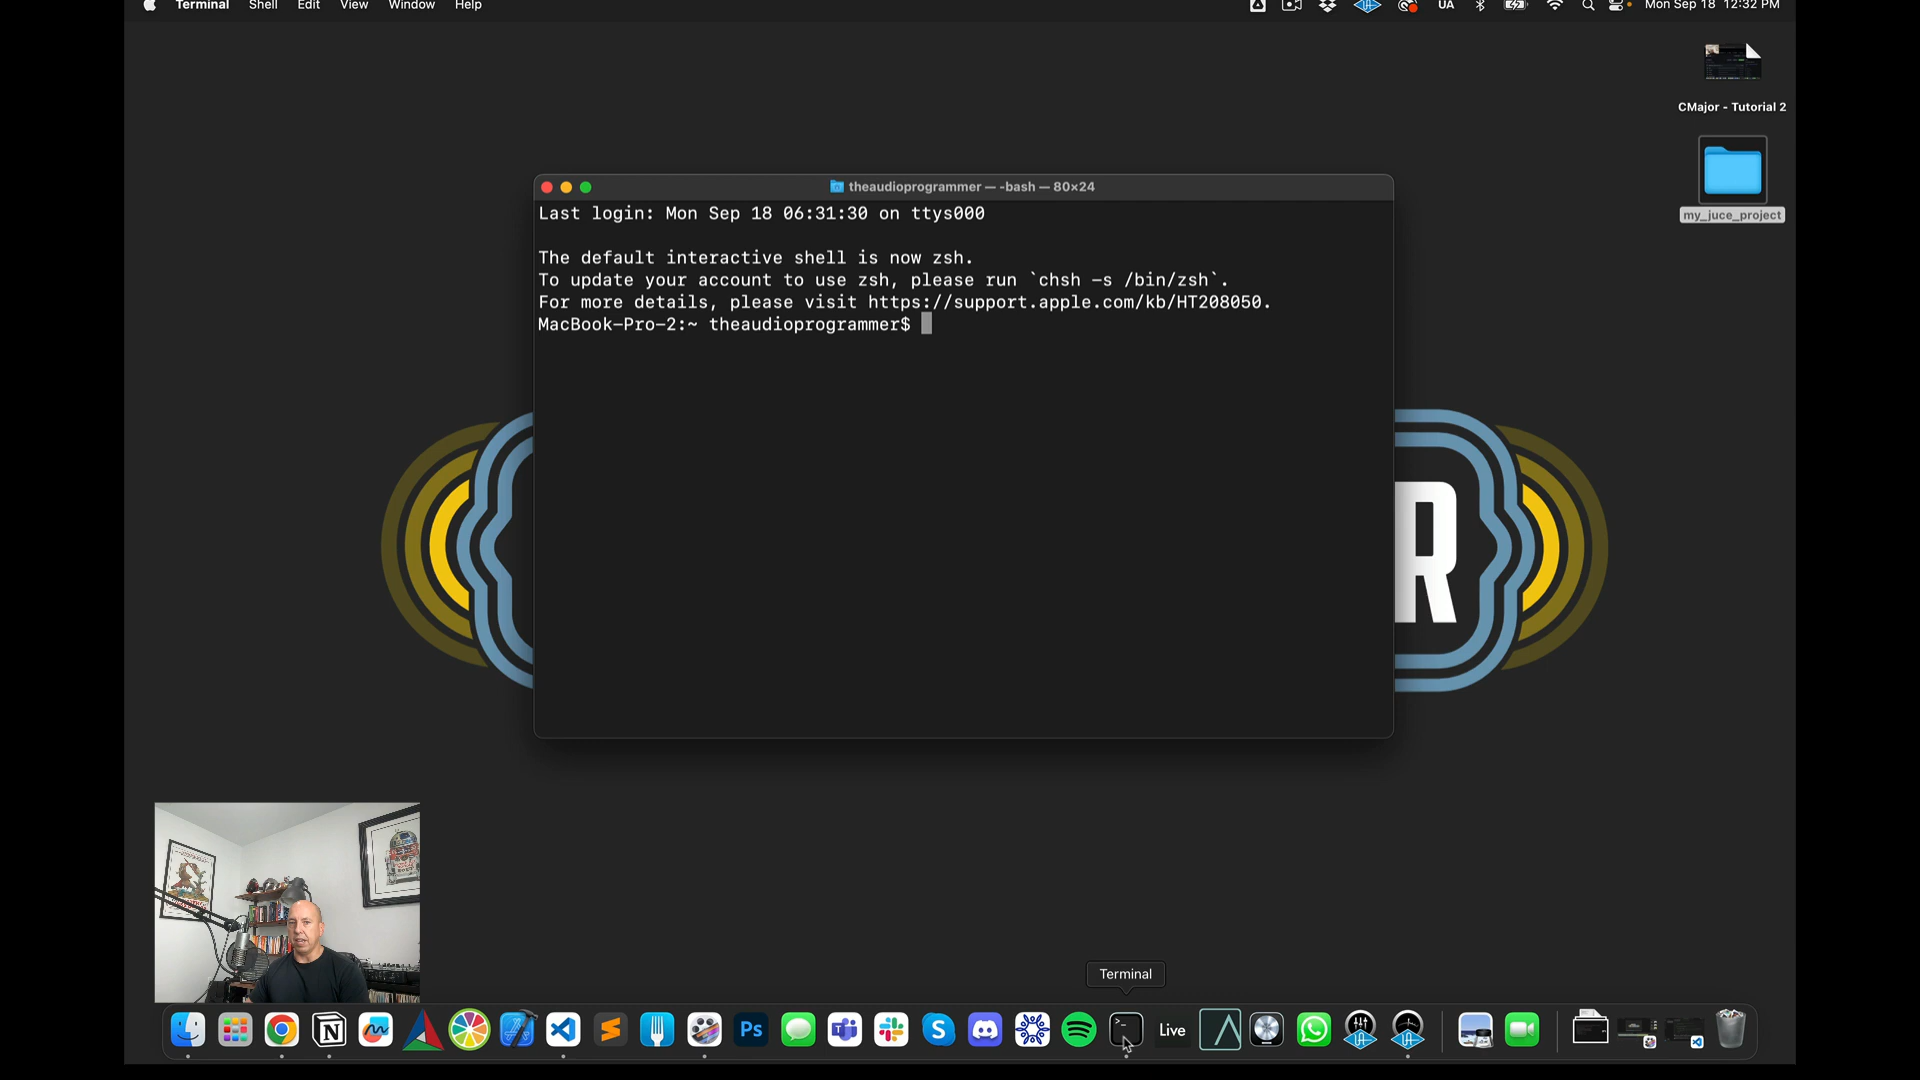 Terminal Shell Edit View Window Help UA Mon Sep 18 12:32 PM
CMajor - Tutorial 2
my_juce_project
theaudioprogrammer — -bash — 80×24
Last login: Mon Sep 18 06:31:30 on ttys000
The default interactive shell is now zsh.
To update your account to use zsh, please run `chsh -s /bin/zsh`.
For more details, please visit https://support.apple.com/kb/HT208050.
MacBook-Pro-2:~ theaudioprogrammer$
R
Terminal
Ps
Live